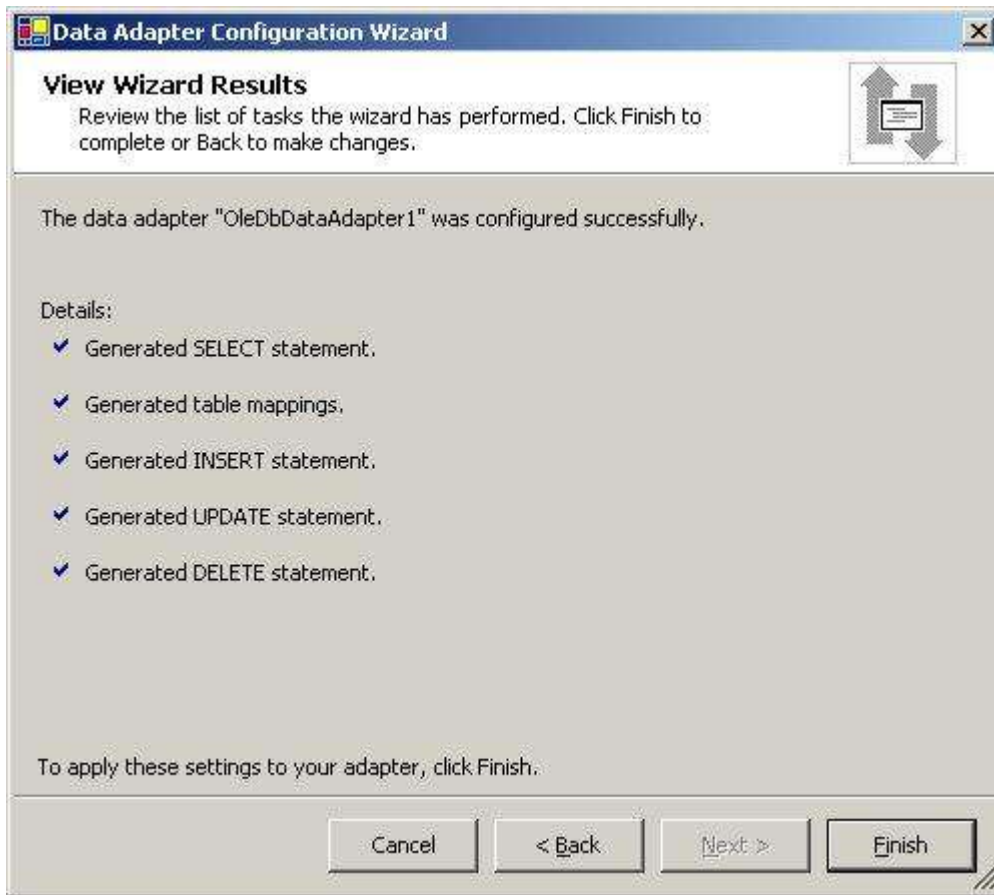 Data Adapter Configuration Wizard
View Wizard Results
Review the list of tasks the wizard has performed. Click Finish to
complete or Back to make changes.
The data adapter "OleDbDataAdapter1" was configured successfully.
Details:
Generated SELECT statement.
Generated table mappings.
Generated INSERT statement.
Generated UPDATE statement.
Generated DELETE statement.
To apply these settings to your adapter, click Finish.
Cancel
< Back
Next >
Finish